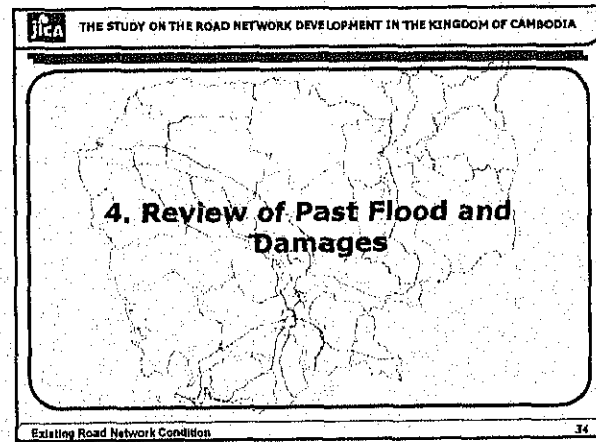 JICA
THE STUDY ON THE ROAD NETWORK DEVELOPMENT IN THE KINGDOM OF CAMBODIA
4. Review of Past Flood and
Damages
Existing Road Network Condition 34